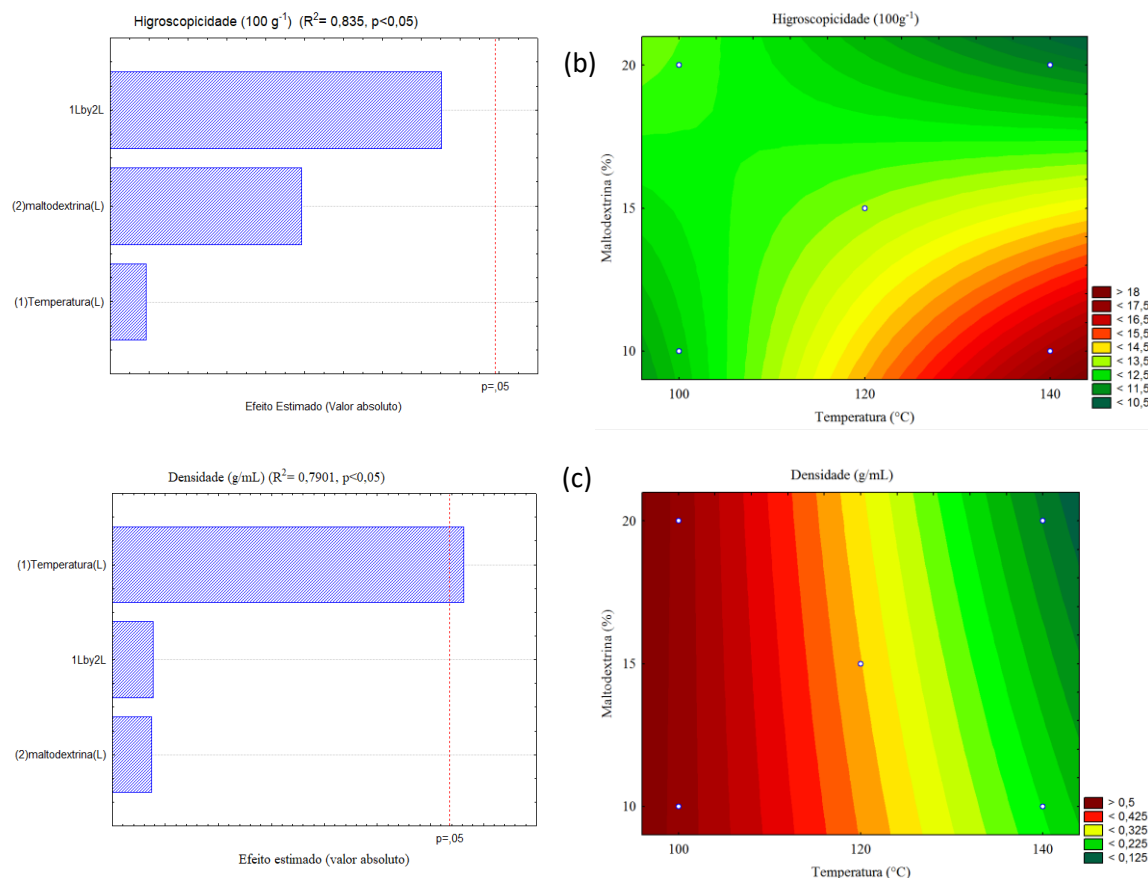 Higroscopicidade (100 g⁻¹) (R²= 0,835, p<0,05)
1Lby2L
(2)maltodextrina(L)
(1)Temperatura(L)
p=,05
Efeito Estimado (Valor absoluto)
(b)
Higroscopicidade (100g⁻¹)
Maltodextrina (%)
20
15
10
100
120
140
Temperatura (°C)
> 18
< 17,5
< 16,5
< 15,5
< 14,5
< 13,5
< 12,5
< 11,5
< 10,5
Densidade (g/mL) (R²= 0,7901, p<0,05)
(1)Temperatura(L)
1Lby2L
(2)maltodextrina(L)
p=,05
Efeito estimado (valor absoluto)
(c)
Densidade (g/mL)
Maltodextrina (%)
20
15
10
100
120
140
Temperatura (°C)
> 0,5
< 0,425
< 0,325
< 0,225
< 0,125